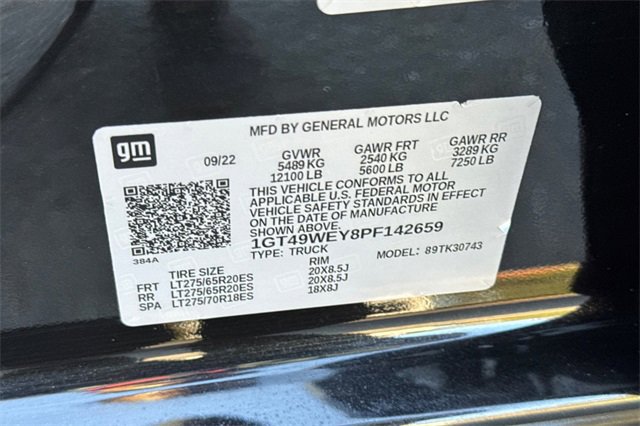 MFD BY GENERAL MOTORS LLC
gm
09/22 GVWR GAWR FRT GAWR RR
5489 KG 2540 KG 3289 KG
12100 LB 5600 LB 7250 LB
THIS VEHICLE CONFORMS TO ALL
APPLICABLE U.S. FEDERAL MOTOR
VEHICLE SAFETY STANDARDS IN EFFECT
ON THE DATE OF MANUFACTURE
SHOWN ABOVE.
1GT49WEY8PF142659
TYPE: TRUCK MODEL: 89TK30743
384A
TIRE SIZE RIM
FRT LT275/65R20ES 20X8.5J
RR LT275/65R20ES 20X8.5J
SPA LT275/70R18ES 18X8J